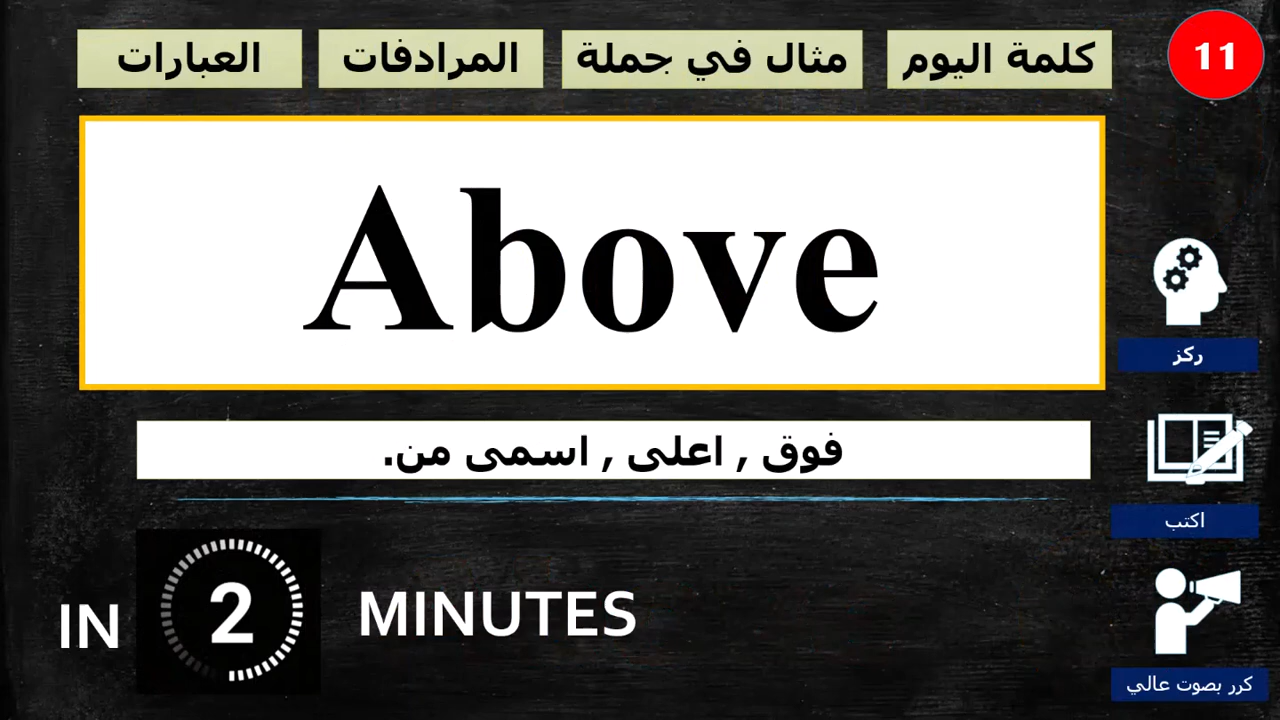 11
كلمة اليوم
مثال في جملة
المرادفات
العبارات
Above
فوق , اعلى , اسمى من.
ركز
اكتب
كرر بصوت عالي
IN 2 MINUTES